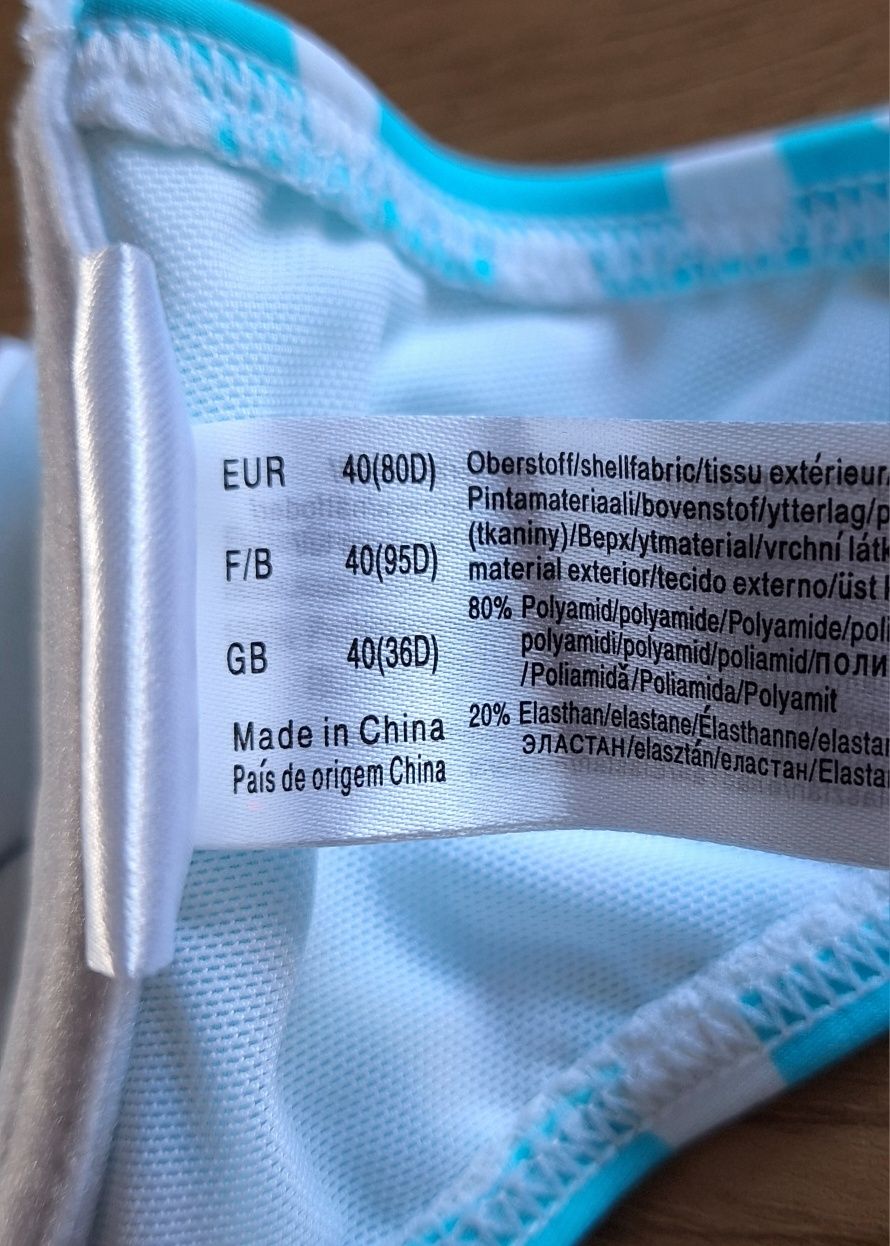 EUR 40(80D)
F/B 40(95D)
GB 40(36D)
Made in China
País de origem China
Oberstoff/shellfabric/tissu extérieur/
Pintamateriaali/bovenstof/ytterlag/p
(tkaniny)/Верх/ytmaterial/vrchní látk
material exterior/tecido externo/üst
80% Polyamid/polyamide/Polyamide/poli
polyamidi/polyamid/poliamid/поли
/Poliamidă/Poliamida/Polyamit
20% Elasthan/elastane/Élasthanne/elasta
ЭЛАСТАН/elasztán/еластан/Elasta